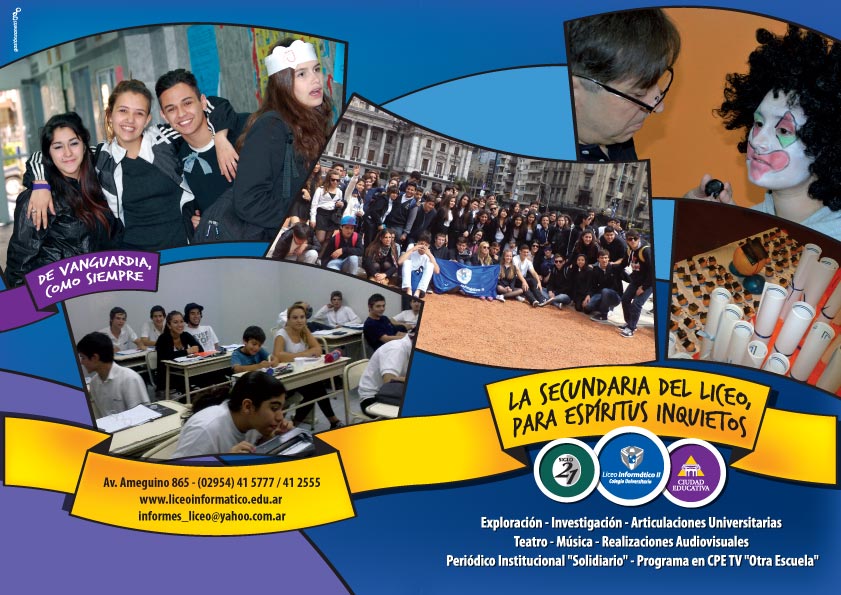 DE VANGUARDIA,
COMO SIEMPRE
LA SECUNDARIA DEL LICEO,
PARA ESPÍRITUS INQUIETOS
SIGLO
21
Liceo Informático II
Colegio Universitario
CIUDAD
EDUCATIVA
Av. Ameguino 865 - (02954) 41 5777 / 41 2555
www.liceoinformatico.edu.ar
informes_liceo@yahoo.com.ar
Exploración - Investigación - Articulaciones Universitarias
Teatro - Música - Realizaciones Audiovisuales
Periódico Institucional "Solidiario" - Programa en CPE TV "Otra Escuela"